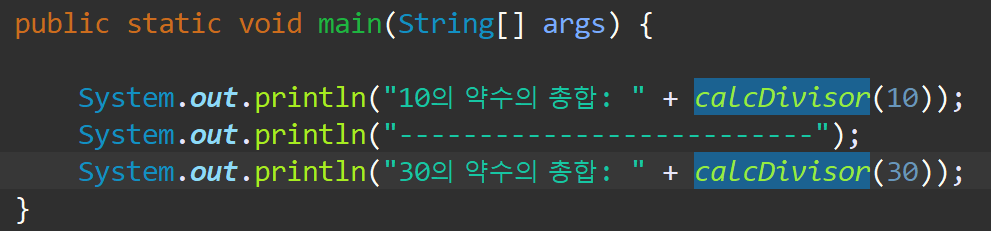 public static void main(String[] args) {
System.out.println("10의 약수의 총합: " + calcDivisor(10));
System.out.println("--------------------------");
System.out.println("30의 약수의 총합: " + calcDivisor(30));
}